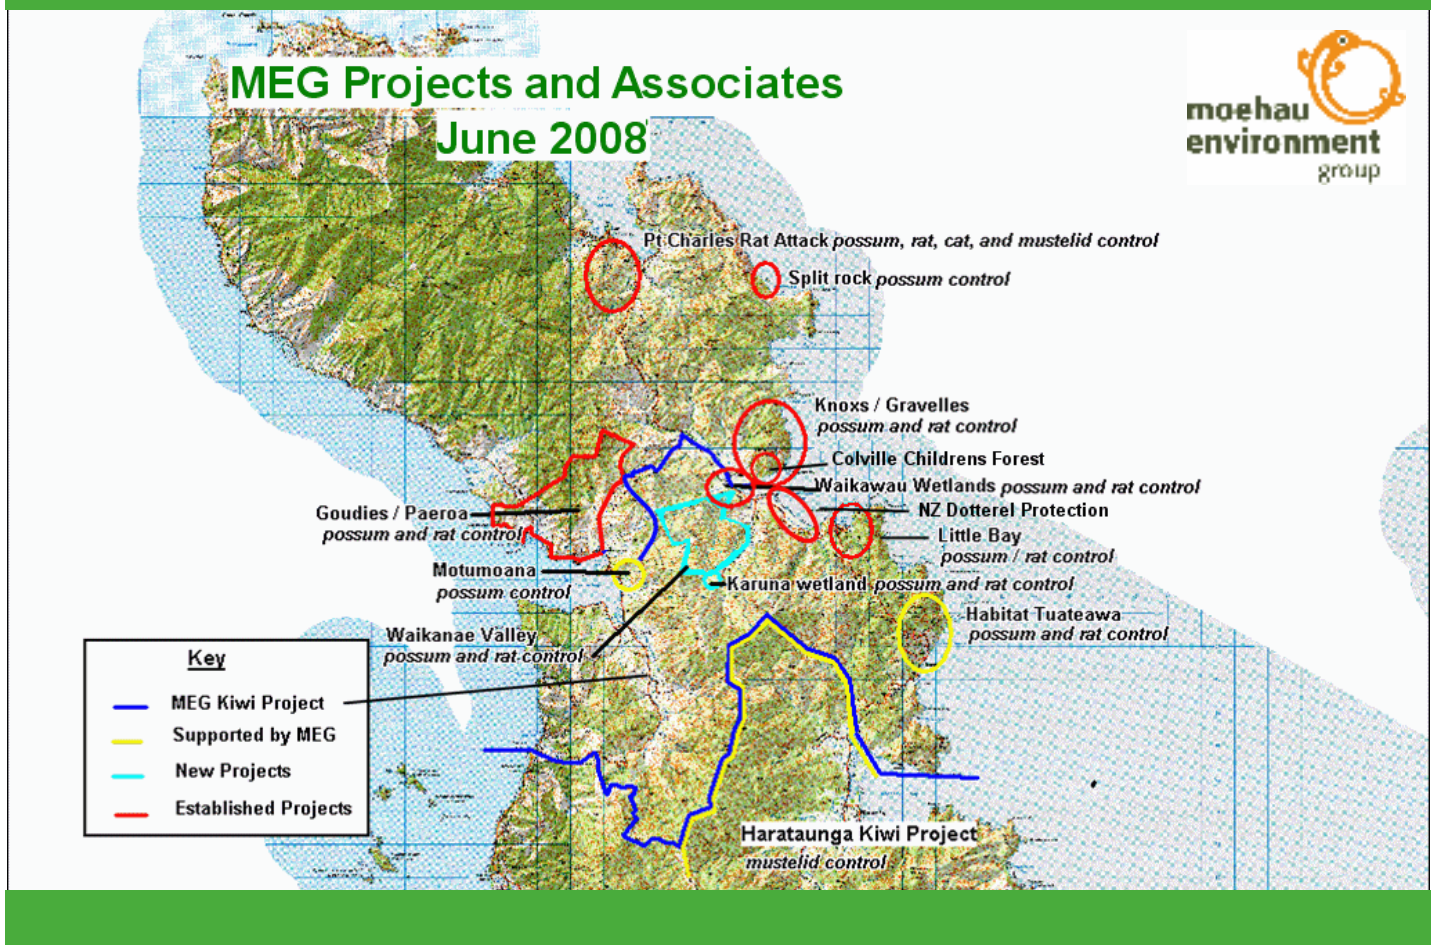 MEG Projects and Associates
June 2008
moehau
environment
group
Pt Charles Rat Attack possum, rat, cat, and mustelid control
Split rock possum control
Knoxs / Gravelles
possum and rat control
Colville Childrens Forest
Waikawau Wetlands possum and rat control
NZ Dotterel Protection
Goudies / Paeroa
possum and rat control
Little Bay
possum / rat control
Motumoana
possum control
Karuna wetland possum and rat control
Habitat Tuateawa
possum and rat control
Waikanae Valley
possum and rat control
Key
MEG Kiwi Project
Supported by MEG
New Projects
Established Projects
Harataunga Kiwi Project
mustelid control